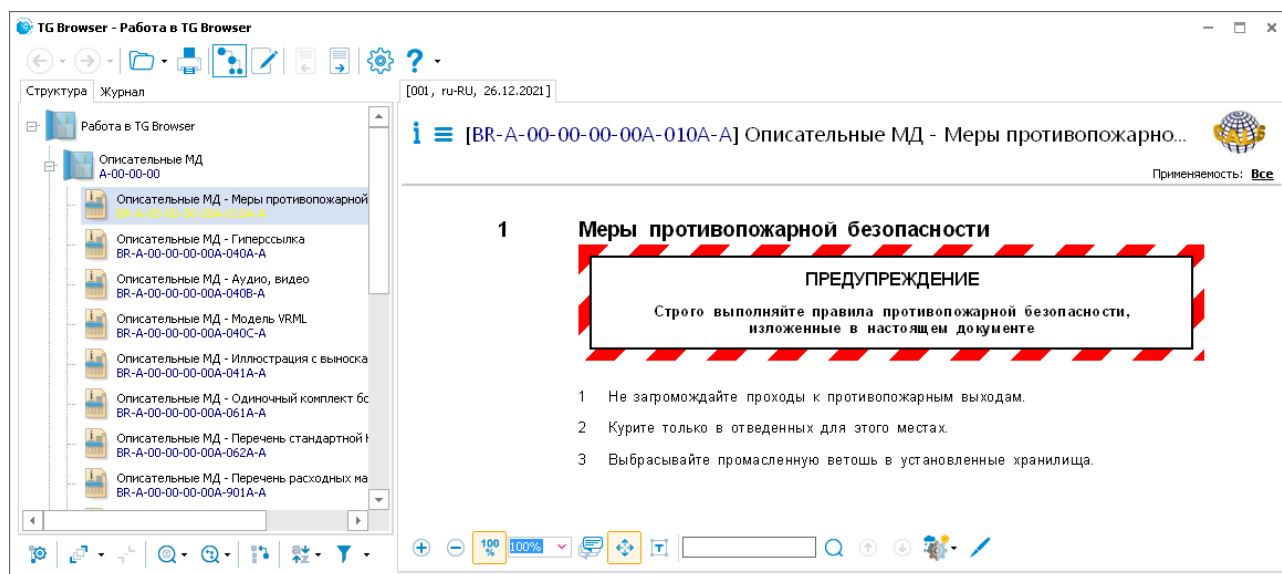 TG Browser - Работа в TG Browser
Структура Журнал
Работа в TG Browser
Описательные МД
A-00-00-00
Описательные МД - Меры противопожарной
BR-A-00-00-00-00A-010A-A
Описательные МД - Гиперссылка
BR-A-00-00-00-00A-040A-A
Описательные МД - Аудио, видео
BR-A-00-00-00-00A-040B-A
Описательные МД - Модель VRML
BR-A-00-00-00-00A-040C-A
Описательные МД - Иллюстрация с выноска
BR-A-00-00-00-00A-041A-A
Описательные МД - Одиночный комплект бо
BR-A-00-00-00-00A-061A-A
Описательные МД - Перечень стандартной
BR-A-00-00-00-00A-062A-A
Описательные МД - Перечень расходных ма
BR-A-00-00-00-00A-901A-A
[001, ru-RU, 26.12.2021]
[BR-A-00-00-00-00A-010A-A] Описательные МД - Меры противопожарно...
CALS
Применяемость: Все
1 Меры противопожарной безопасности
ПРЕДУПРЕЖДЕНИЕ
Строго выполняйте правила противопожарной безопасности,
изложенные в настоящем документе
1 Не загромождайте проходы к противопожарным выходам.
2 Курите только в отведенных для этого местах.
3 Выбрасывайте промасленную ветошь в установленные хранилища.
100% 100%